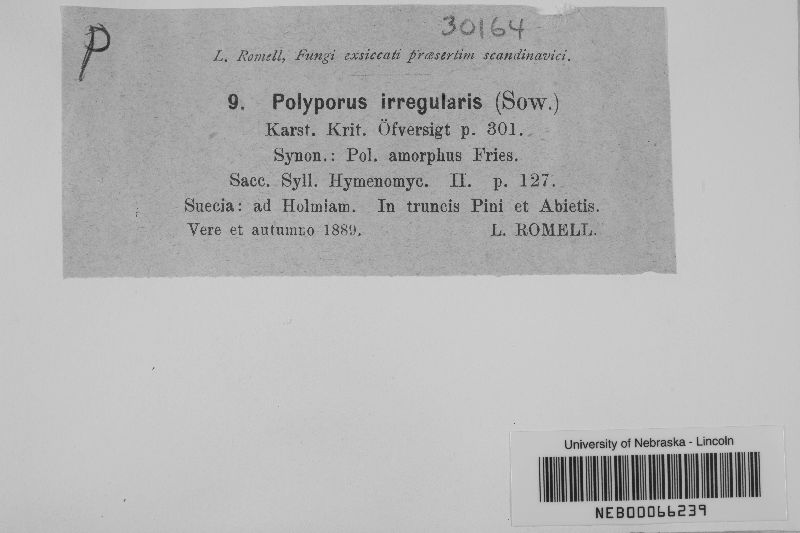 30164
P
L. Romell, Fungi exsiccati præsertim scandinavici.
9. Polyporus irregularis (Sow.)
Karst. Krit. Öfversigt p. 301.
Synon.: Pol. amorphus Fries.
Sacc. Syll. Hymenomyc. II. p. 127.
Suecia: ad Holmiam. In truncis Pini et Abietis.
Vere et autumno 1889. L. ROMELL.
University of Nebraska - Lincoln
NEB00066239